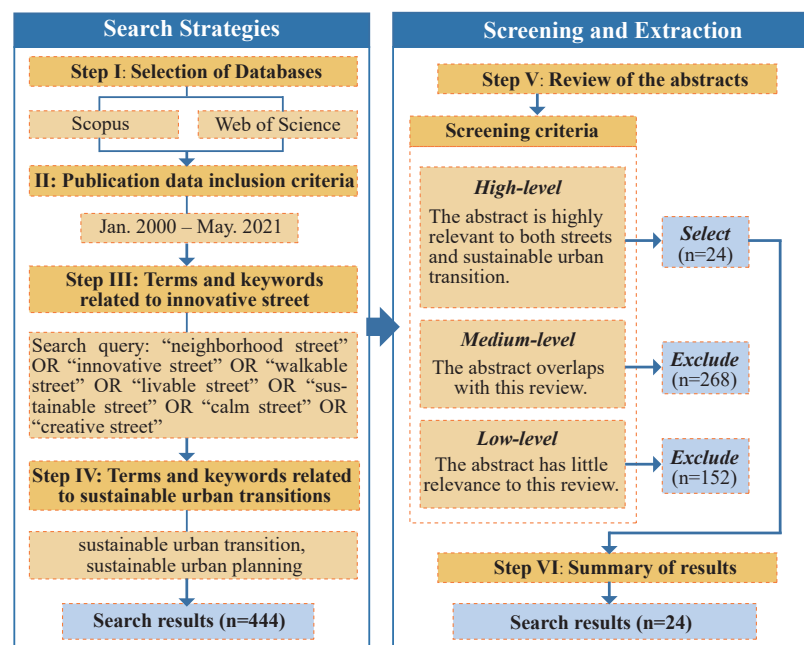 Search Strategies
Step I: Selection of Databases
Scopus
Web of Science
II: Publication data inclusion criteria
Jan. 2000 – May. 2021
Step III: Terms and keywords
related to innovative street
Search query: “neighborhood street”
OR “innovative street” OR “walkable
street” OR “livable street” OR “sus-
tainable street” OR “calm street” OR
“creative street”
Step IV: Terms and keywords related
to sustainable urban transitions
sustainable urban transition,
sustainable urban planning
Search results (n=444)
Screening and Extraction
Step V: Review of the abstracts
Screening criteria
High-level
The abstract is highly
relevant to both streets
and sustainable urban
transition.
Select
(n=24)
Medium-level
The abstract overlaps
with this review.
Exclude
(n=268)
Low-level
The abstract has little
relevance to this review.
Exclude
(n=152)
Step VI: Summary of results
Search results (n=24)